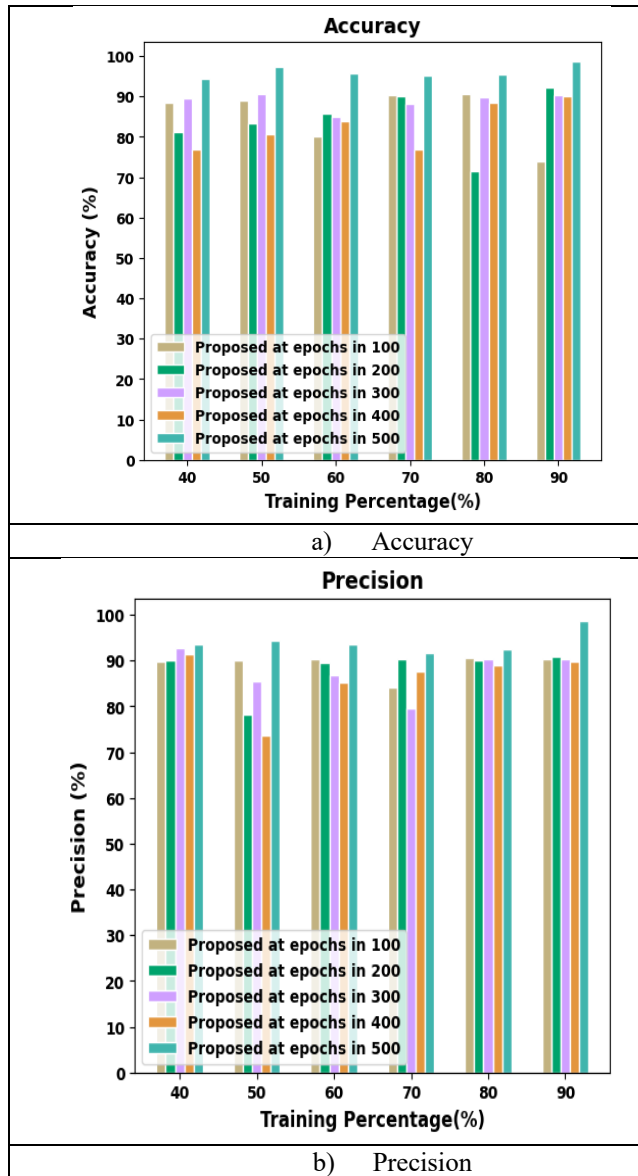 Accuracy
100
90
80
70
60
50
40
30
20
10
0
Accuracy (%)
Proposed at epochs in 100
Proposed at epochs in 200
Proposed at epochs in 300
Proposed at epochs in 400
Proposed at epochs in 500
40 50 60 70 80 90
Training Percentage(%)
a) Accuracy
Precision
100
90
80
70
60
50
40
30
20
10
0
Precision (%)
Proposed at epochs in 100
Proposed at epochs in 200
Proposed at epochs in 300
Proposed at epochs in 400
Proposed at epochs in 500
40 50 60 70 80 90
Training Percentage(%)
b) Precision